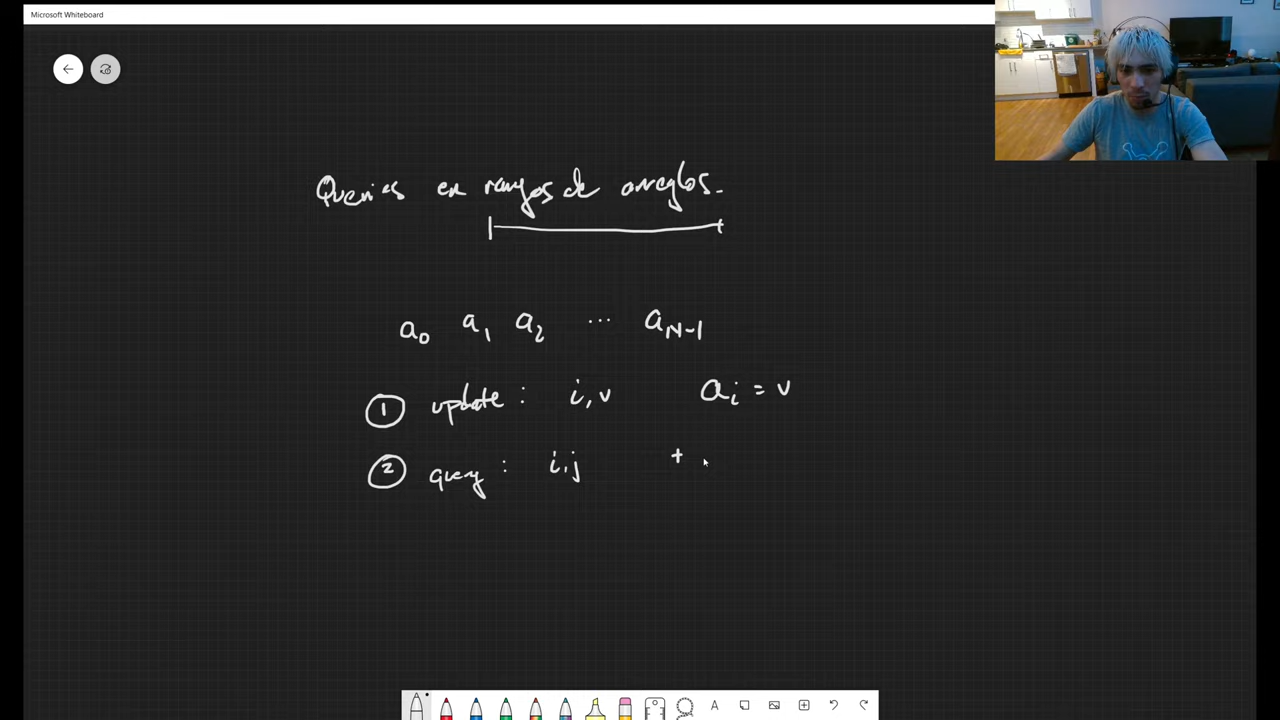 Microsoft Whiteboard
Queries en rangos de arreglos.
a0 a1 a2 ... aN-1
1 update : i, v ai = v
2 query : i, j +
A